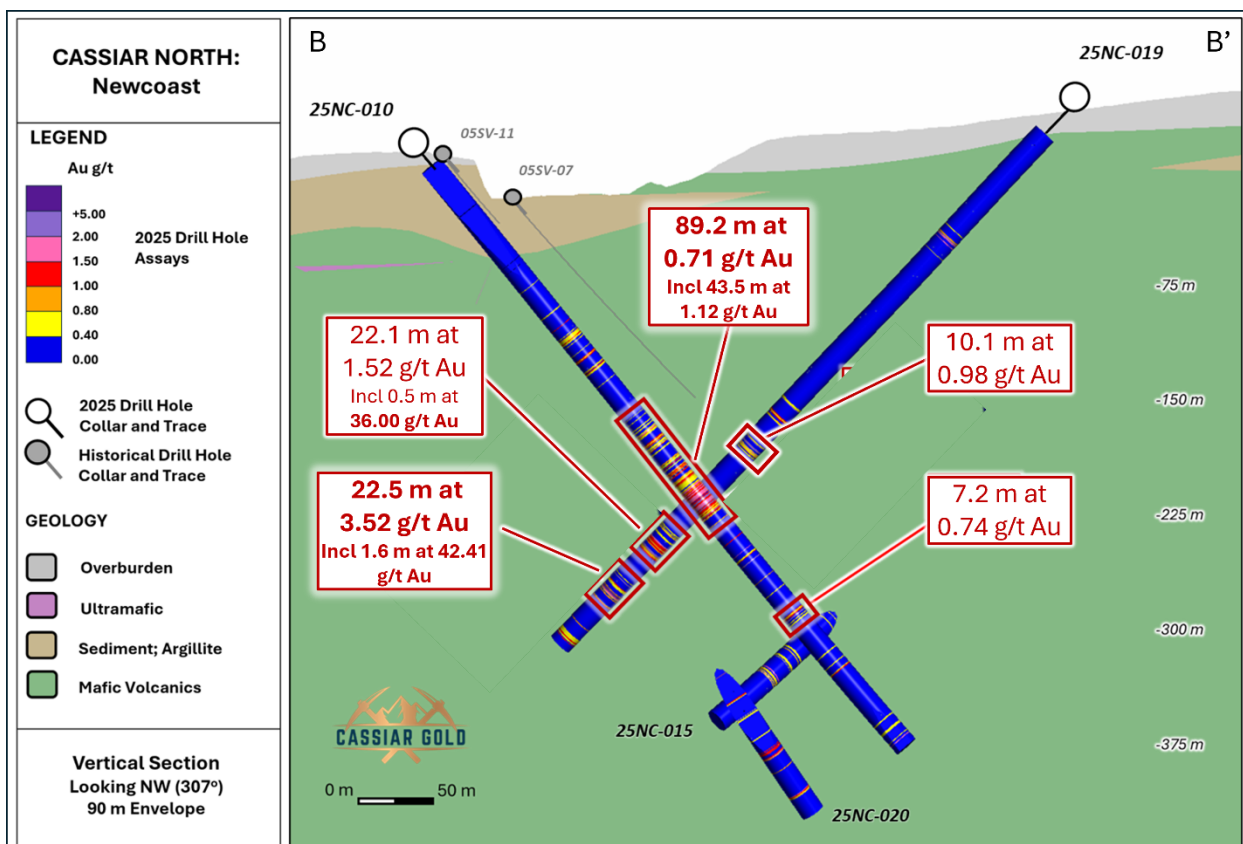 CASSIAR NORTH:
Newcoast
LEGEND
Au g/t
+5.00
2.00
1.50
1.00
0.80
0.40
0.00
2025 Drill Hole
Assays
2025 Drill Hole
Collar and Trace
Historical Drill Hole
Collar and Trace
GEOLOGY
Overburden
Ultramafic
Sediment; Argillite
Mafic Volcanics
Vertical Section
Looking NW (307º)
90 m Envelope
B
B’
25NC-010
05SV-11
05SV-07
25NC-019
89.2 m at
0.71 g/t Au
Incl 43.5 m at
1.12 g/t Au
22.1 m at
1.52 g/t Au
Incl 0.5 m at
36.00 g/t Au
22.5 m at
3.52 g/t Au
Incl 1.6 m at 42.41
g/t Au
10.1 m at
0.98 g/t Au
7.2 m at
0.74 g/t Au
-75 m
-150 m
-225 m
-300 m
-375 m
25NC-015
25NC-020
CASSIAR GOLD
0 m
50 m